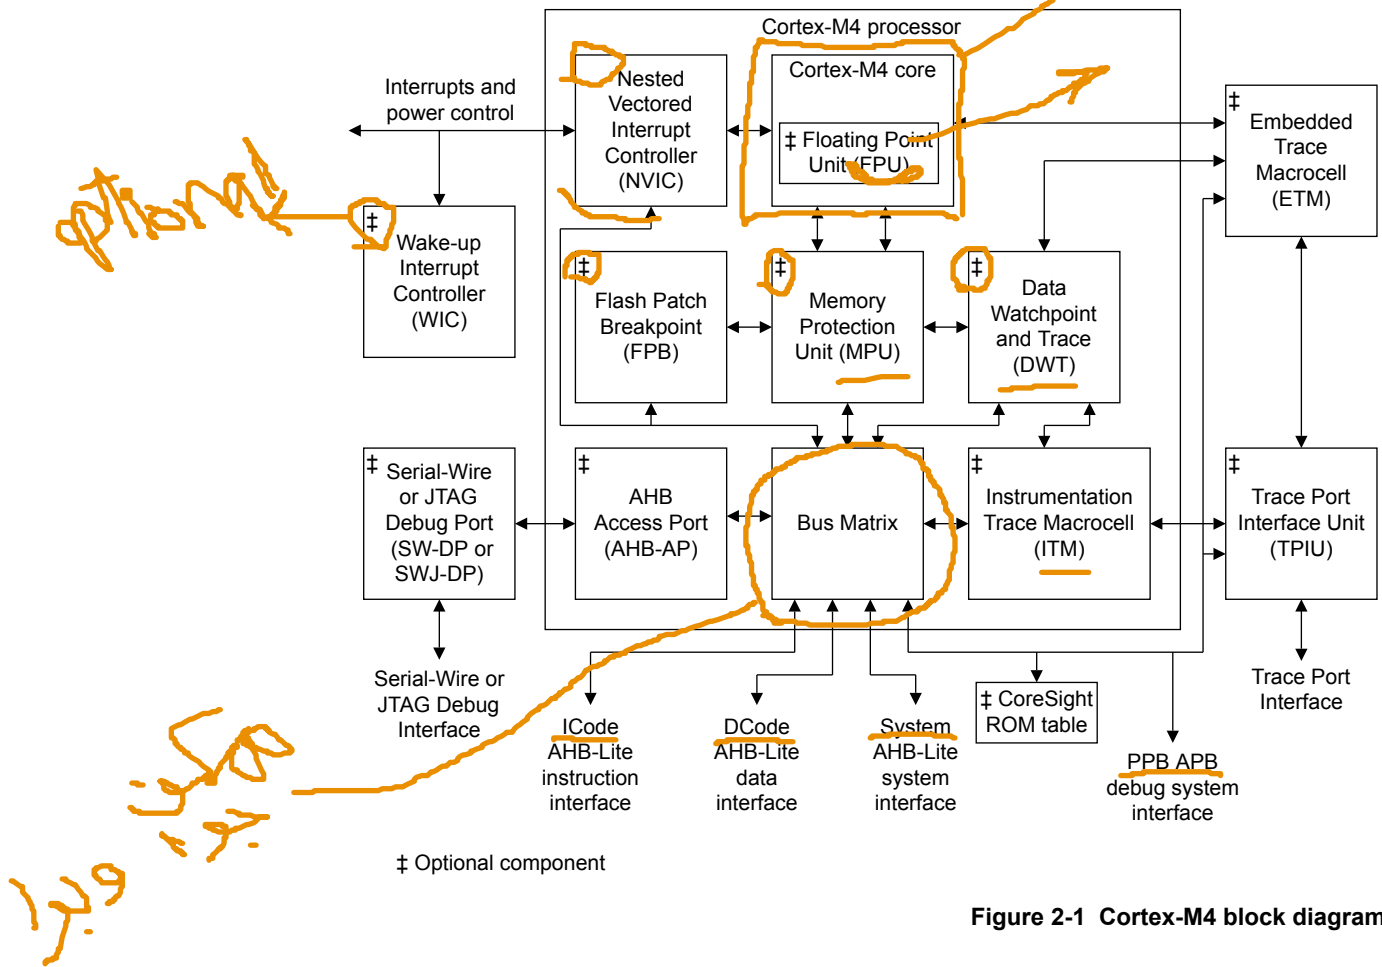 Cortex-M4 processor
Interrupts and
power control
Nested
Vectored
Interrupt
Controller
(NVIC)
Cortex-M4 core
‡ Floating Point
Unit (FPU)
‡
Embedded
Trace
Macrocell
(ETM)
optional
‡
Wake-up
Interrupt
Controller
(WIC)
‡
Flash Patch
Breakpoint
(FPB)
‡
Memory
Protection
Unit (MPU)
‡
Data
Watchpoint
and Trace
(DWT)
‡
Serial-Wire
or JTAG
Debug Port
(SW-DP or
SWJ-DP)
‡
AHB
Access Port
(AHB-AP)
Bus Matrix
‡
Instrumentation
Trace Macrocell
(ITM)
‡
Trace Port
Interface Unit
(TPIU)
Serial-Wire or
JTAG Debug
Interface
ICode
AHB-Lite
instruction
interface
DCode
AHB-Lite
data
interface
System
AHB-Lite
system
interface
‡ CoreSight
ROM table
PPB APB
debug system
interface
Trace Port
Interface
‡ Optional component
Figure 2-1 Cortex-M4 block diagram